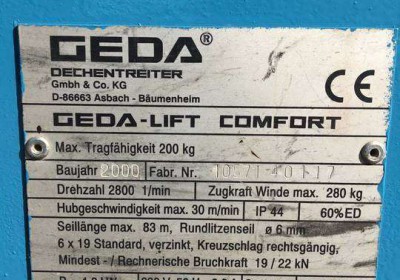 GEDA®
DECHENTREITER
GmbH & Co. KG
D-86663 Asbach - Bäumenheim
CE
GEDA-LIFT COMFORT
Max. Tragfähigkeit 200 kg
Baujahr 2000 Fabr. Nr.
Drehzahl 2800 1/min Zugkraft Winde max. 280 kg
Hubgeschwindigkeit max. 30 m/min IP 44 60%ED
Seillänge max. 83 m, Rundlitzenseil ø 6 mm
6 x 19 Standard, verzinkt, Kreuzschlag rechtsgängig,
Mindest - / Rechnerische Bruchkraft 19 / 22 kN